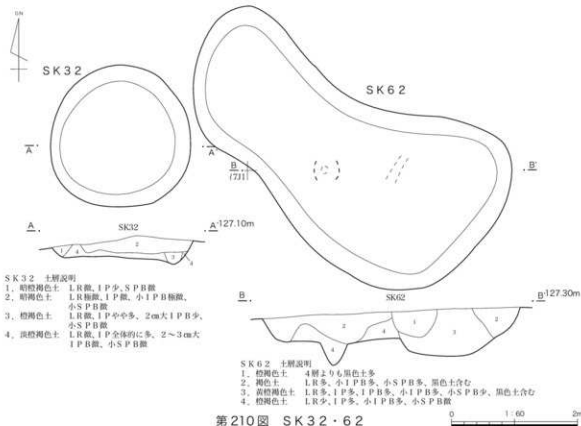 G.N
SK32
SK62
A
A'
B
(7J1)
B'
A
SK32
A'
127.10m
SK32 土層説明
1．暗橙褐色土 LR微、IP少、SPB微
2．暗褐色土 LR極微、IP微、小IPB極微、
小SPB微
3．橙褐色土 LR微、IPやや多、2㎝大IPB少、
小SPB微
4．淡橙褐色土 LR微、IP全体的に多、2～3㎝大
IPB微、小SPB微
1
4
2
3
4
B
SK62
B'
127.30m
2
4
1
3
4
2
SK62 土層説明
1．橙褐色土 4層よりも黒色土多
2．褐色土 LR多、小IPB多、小SPB多、黒色土含む
3．黄橙褐色土 LR多、IP多、IPB多、小IPB多、小SPB少、黒色土含む
4．橙褐色土 LR少、IP多、小IPB多、小SPB微
第210図 SK32・62
0 1/60 2m